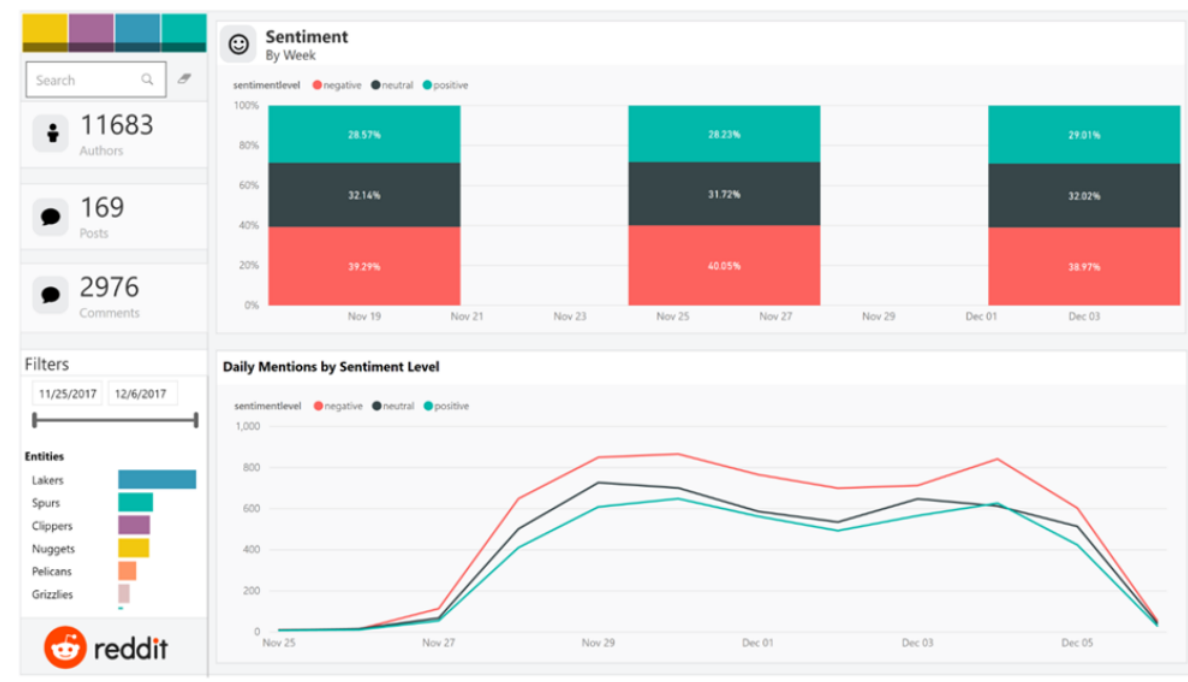 Search
11683
Authors
169
Posts
2976
Comments
Filters
11/25/2017 12/6/2017
Entities
Lakers
Spurs
Clippers
Nuggets
Pelicans
Grizzlies
reddit
Sentiment
By Week
sentimentlevel negative neutral positive
100%
80%
60%
40%
20%
0%
28.57% 28.23% 29.01%
32.14% 31.72% 32.02%
39.29% 40.05% 38.97%
Nov 19 Nov 21 Nov 23 Nov 25 Nov 27 Nov 29 Dec 01 Dec 03
Daily Mentions by Sentiment Level
sentimentlevel negative neutral positive
1,000
800
600
400
200
0
Nov 25 Nov 27 Nov 29 Dec 01 Dec 03 Dec 05